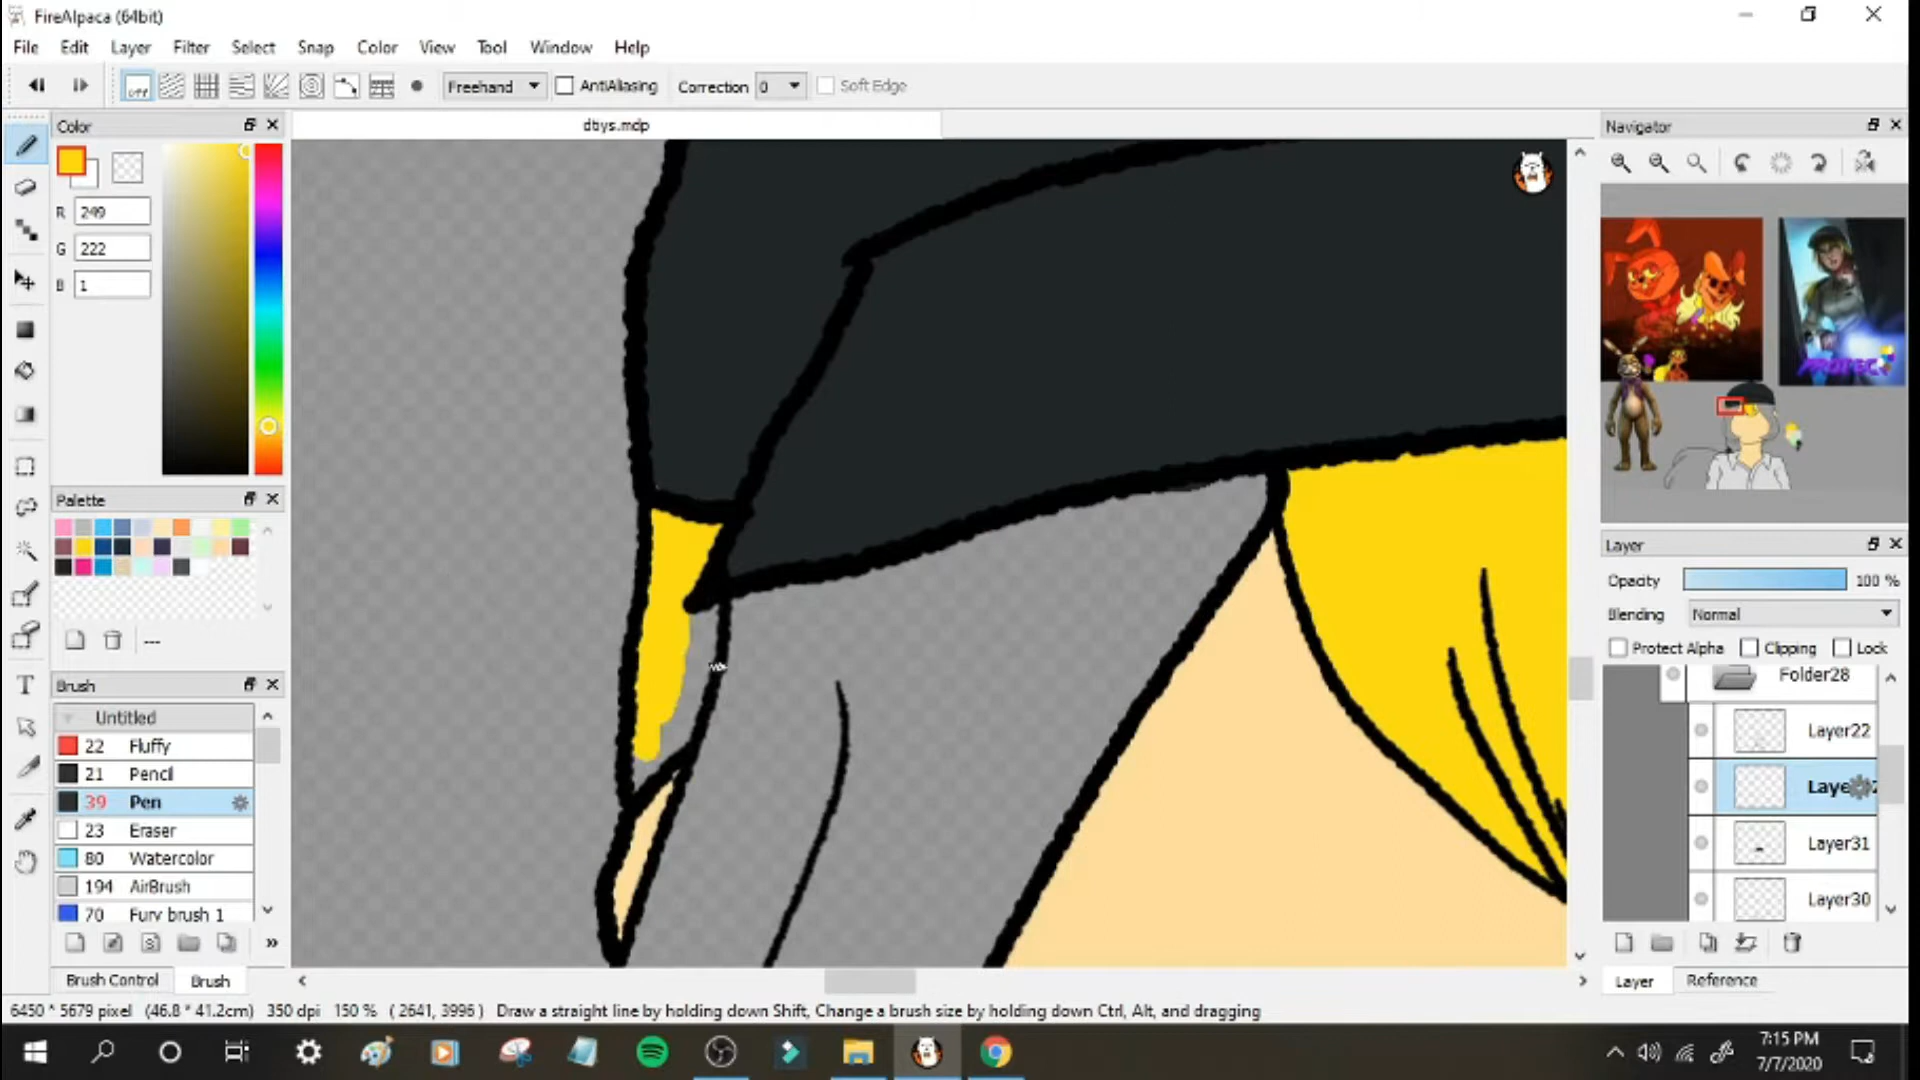 FireAlpaca (64bit)
File Edit Layer Filter Select Snap Color View Tool Window Help
OFF Freehand AntiAliasing Correction 0 Soft Edge
Color
dtiys.mdp
Navigator
R 249
G 222
B 1
Palette
---
Brush
Untitled
22 Fluffy
21 Pencil
39 Pen
23 Eraser
80 Watercolor
194 AirBrush
70 Fury brush 1
Brush Control Brush
Layer
Opacity 100 %
Blending Normal
Protect Alpha Clipping Lock
Folder28
Layer22
Laye
Layer31
Layer30
Layer Reference
6450 * 5679 pixel (46.8 * 41.2cm) 350 dpi 150 % ( 2641, 3996 ) Draw a straight line by holding down Shift, Change a brush size by holding down Ctrl, Alt, and dragging
7:15 PM
7/7/2020